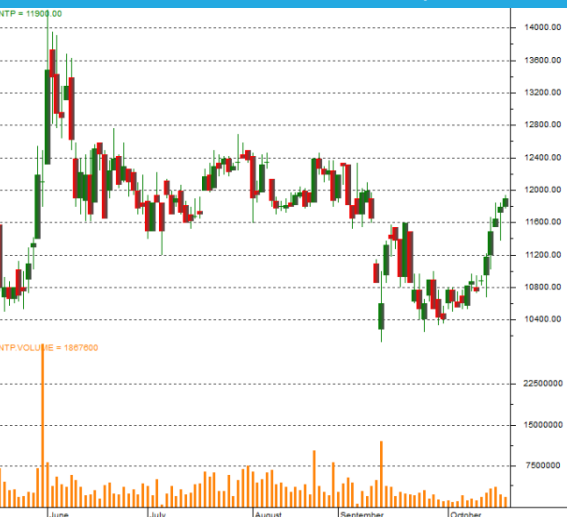 NTP = 11900.00
14000.00
13600.00
13200.00
12800.00
12400.00
12000.00
11600.00
11200.00
10800.00
10400.00
NTP.VOLUME = 1867600
22500000
15000000
7500000
June
July
August
September
October